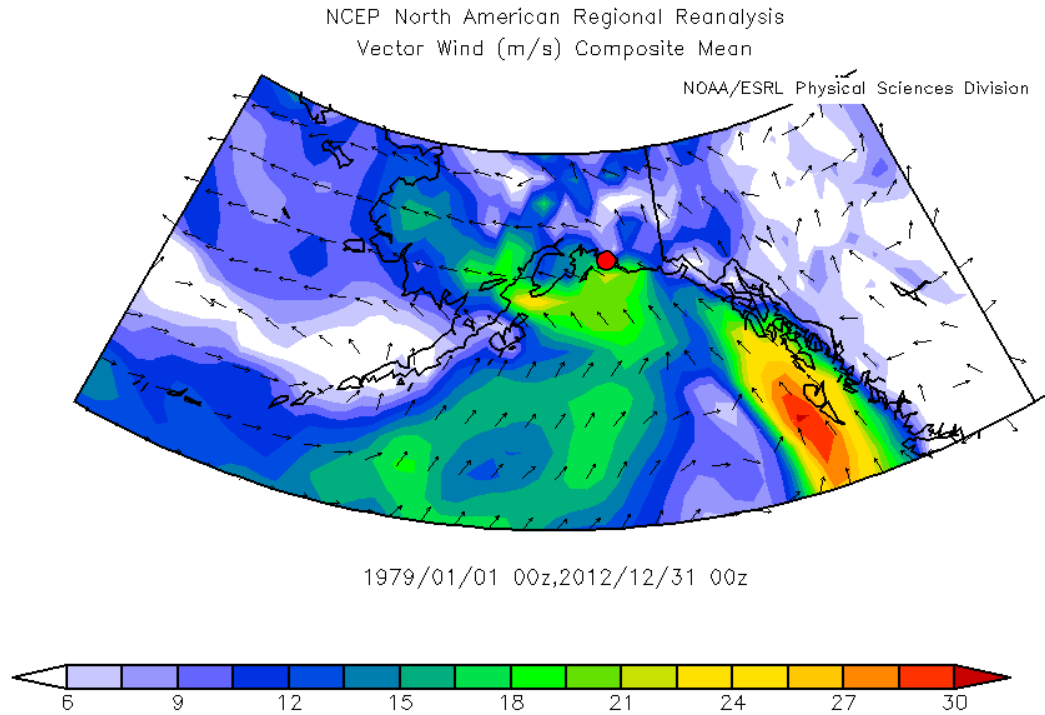 NCEP North American Regional Reanalysis
Vector Wind (m/s) Composite Mean
NOAA/ESRL Physical Sciences Division
1979/01/01 00z,2012/12/31 00z
6 9 12 15 18 21 24 27 30